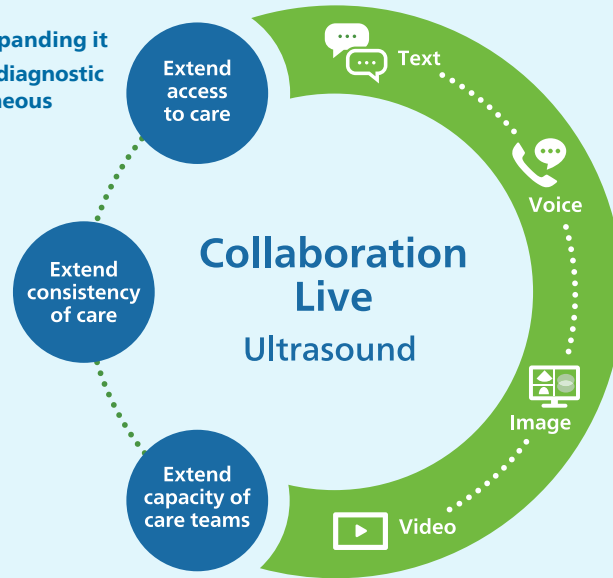 panding it
diagnostic
neous
Extend
access
to care
Extend
consistency
of care
Extend
capacity of
care teams
Collaboration
Live
Ultrasound
Text
Voice
Image
Video